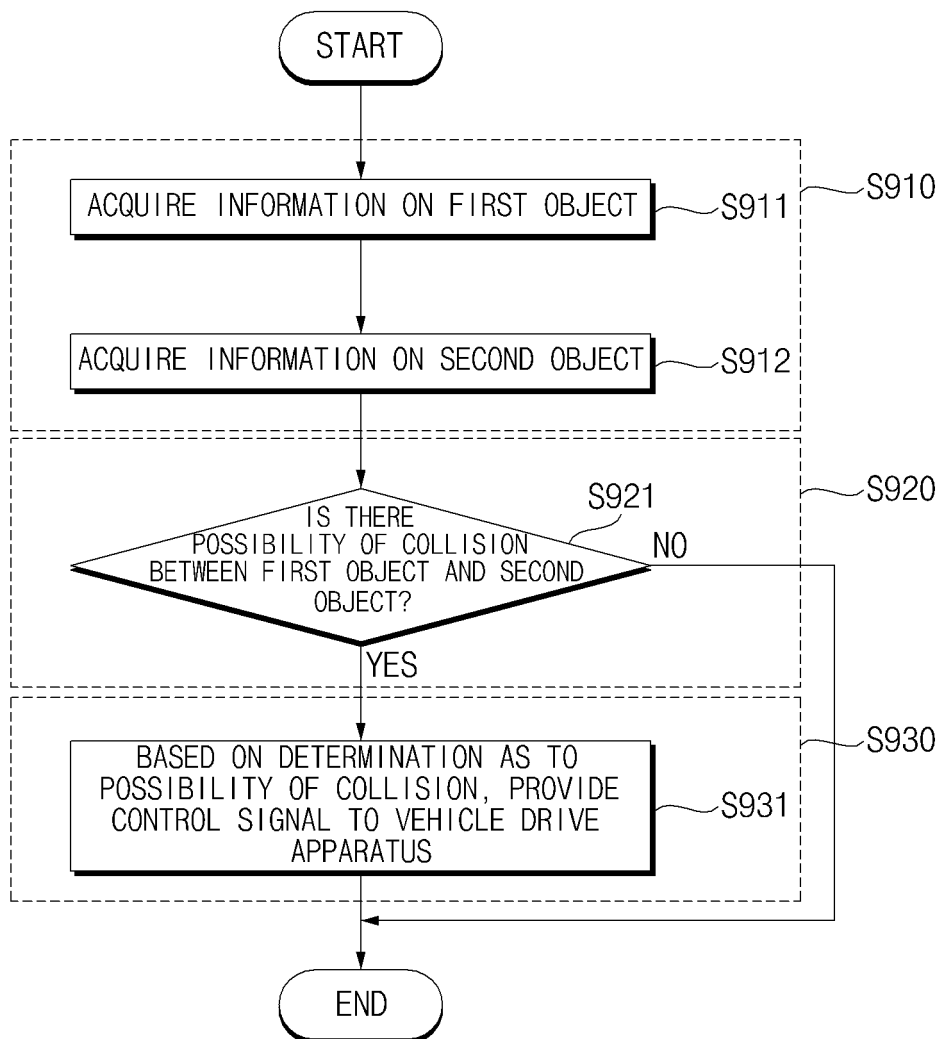 START
S910
ACQUIRE INFORMATION ON FIRST OBJECT
S911
ACQUIRE INFORMATION ON SECOND OBJECT
S912
S920
S921
IS THERE
POSSIBILITY OF COLLISION
BETWEEN FIRST OBJECT AND SECOND
OBJECT?
NO
YES
S930
BASED ON DETERMINATION AS TO
POSSIBILITY OF COLLISION, PROVIDE
CONTROL SIGNAL TO VEHICLE DRIVE
APPARATUS
S931
END